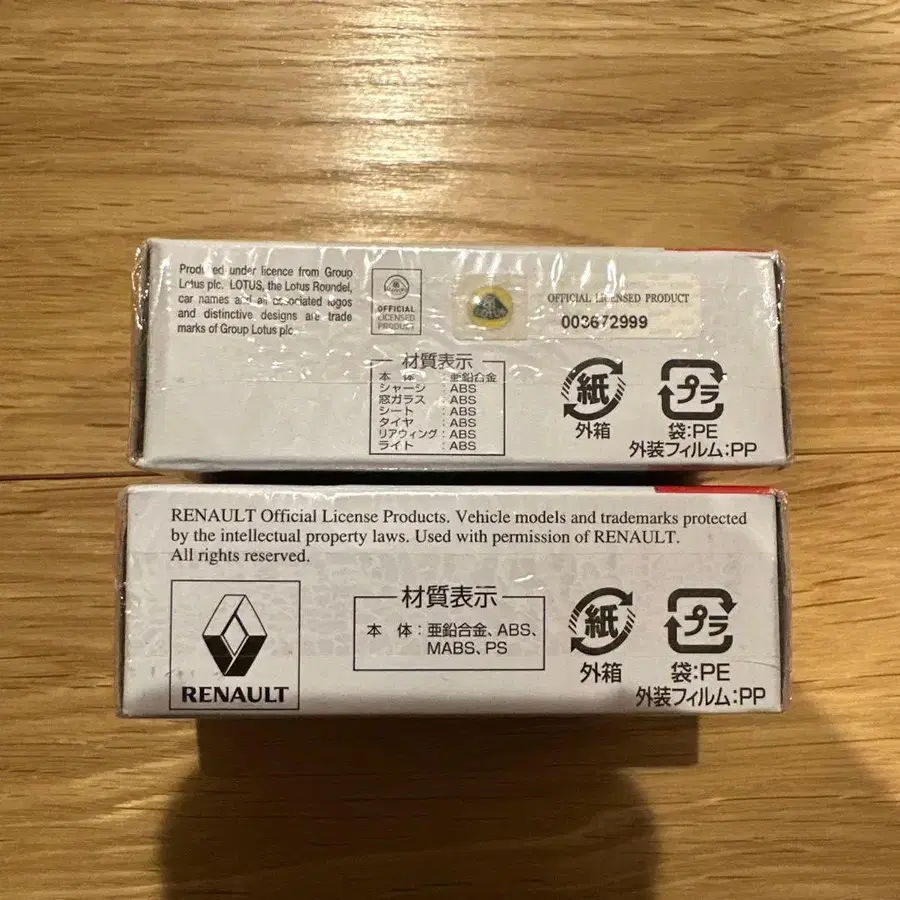 Produced under licence from Group
Lotus plc. LOTUS, the Lotus Roundel,
car names and all associated logos
and distinctive designs are trade
marks of Group Lotus plc.
OFFICIAL
LICENSED
PRODUCT
LOTUS
OFFICIAL LICENSED PRODUCT
003672999
材質表示
本 体 : 亜鉛合金
シャーシ : ABS
窓ガラス : ABS
シート : ABS
タイヤ : ABS
リアウィング : ABS
ライト : ABS
紙
外箱
プラ
袋:PE
外装フィルム:PP
RENAULT Official License Products. Vehicle models and trademarks protected
by the intellectual property laws. Used with permission of RENAULT.
All rights reserved.
RENAULT
材質表示
本 体 : 亜鉛合金、ABS、
MABS、PS
紙
外箱
プラ
袋:PE
外装フィルム:PP